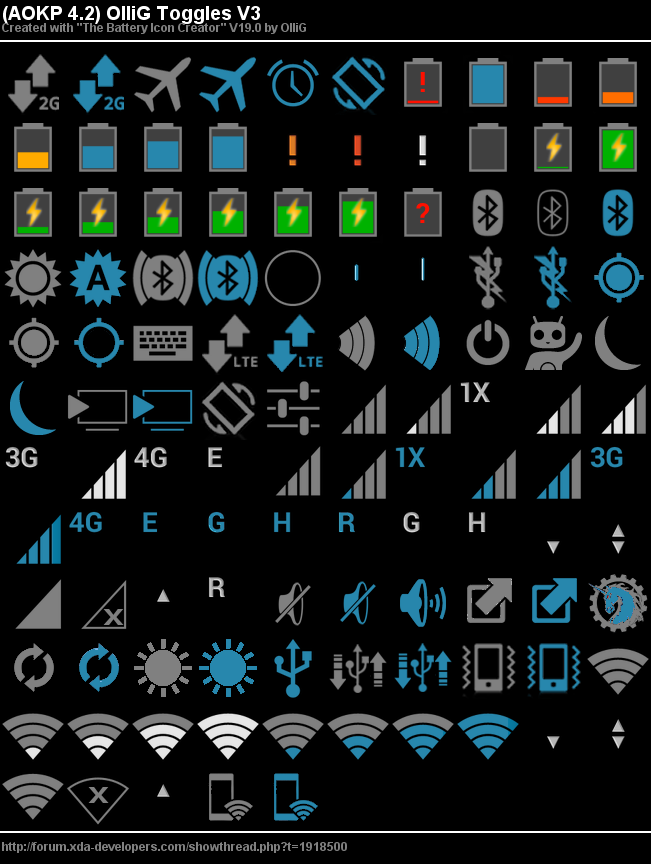 (AOKP 4.2) OlliG Toggles V3
Created with "The Battery Icon Creator" V19.0 by OlliG
2G 2G ! !
! ! !
?
A
LTE LTE
1X
3G 4G E 1X 3G
4G E G H R G H
X R
X
http://forum.xda-developers.com/showthread.php?t=1918500